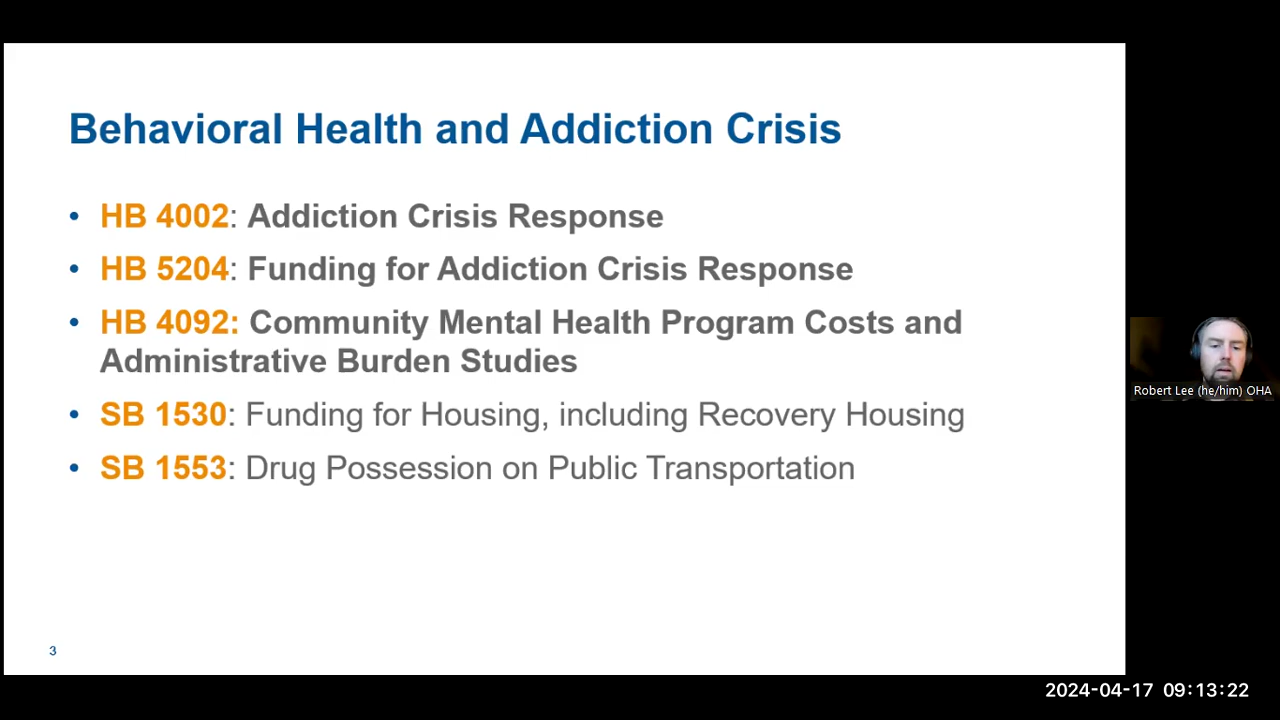 Behavioral Health and Addiction Crisis
• HB 4002: Addiction Crisis Response
• HB 5204: Funding for Addiction Crisis Response
• HB 4092: Community Mental Health Program Costs and
Administrative Burden Studies
• SB 1530: Funding for Housing, including Recovery Housing
• SB 1553: Drug Possession on Public Transportation
Robert Lee (he/him) OHA
3
2024-04-17 09:13:22